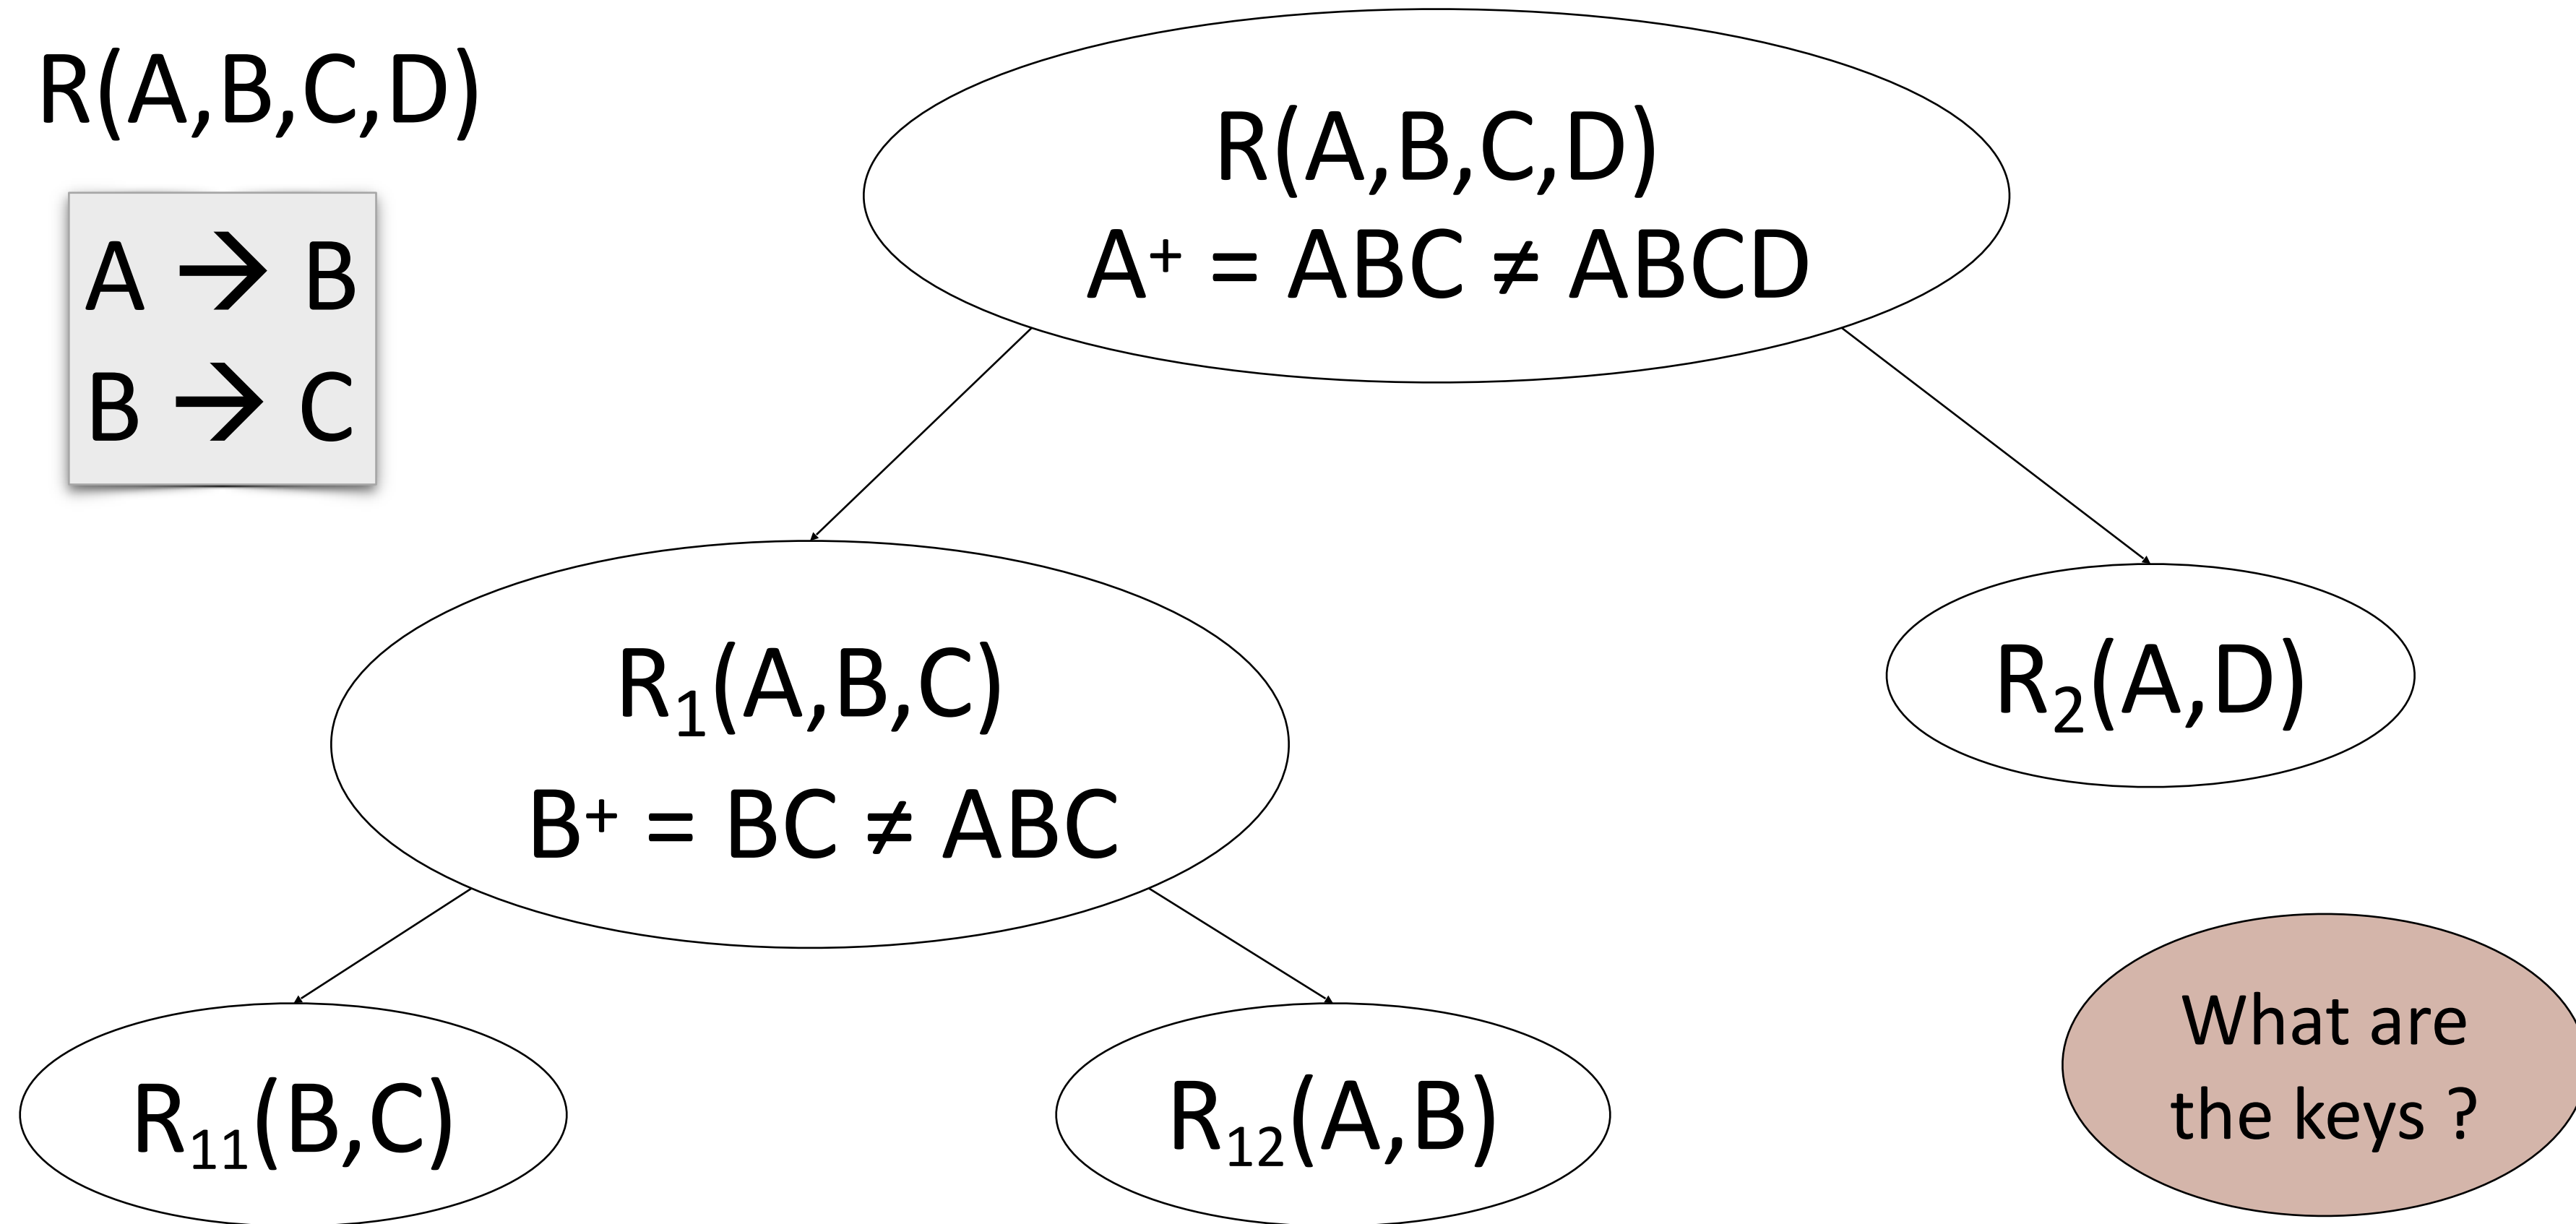 R(A,B,C,D)
A → B
B → C
R(A,B,C,D)
A⁺ = ABC ≠ ABCD
R₁(A,B,C)
B⁺ = BC ≠ ABC
R₂(A,D)
R₁₁(B,C)
R₁₂(A,B)
What are
the keys ?